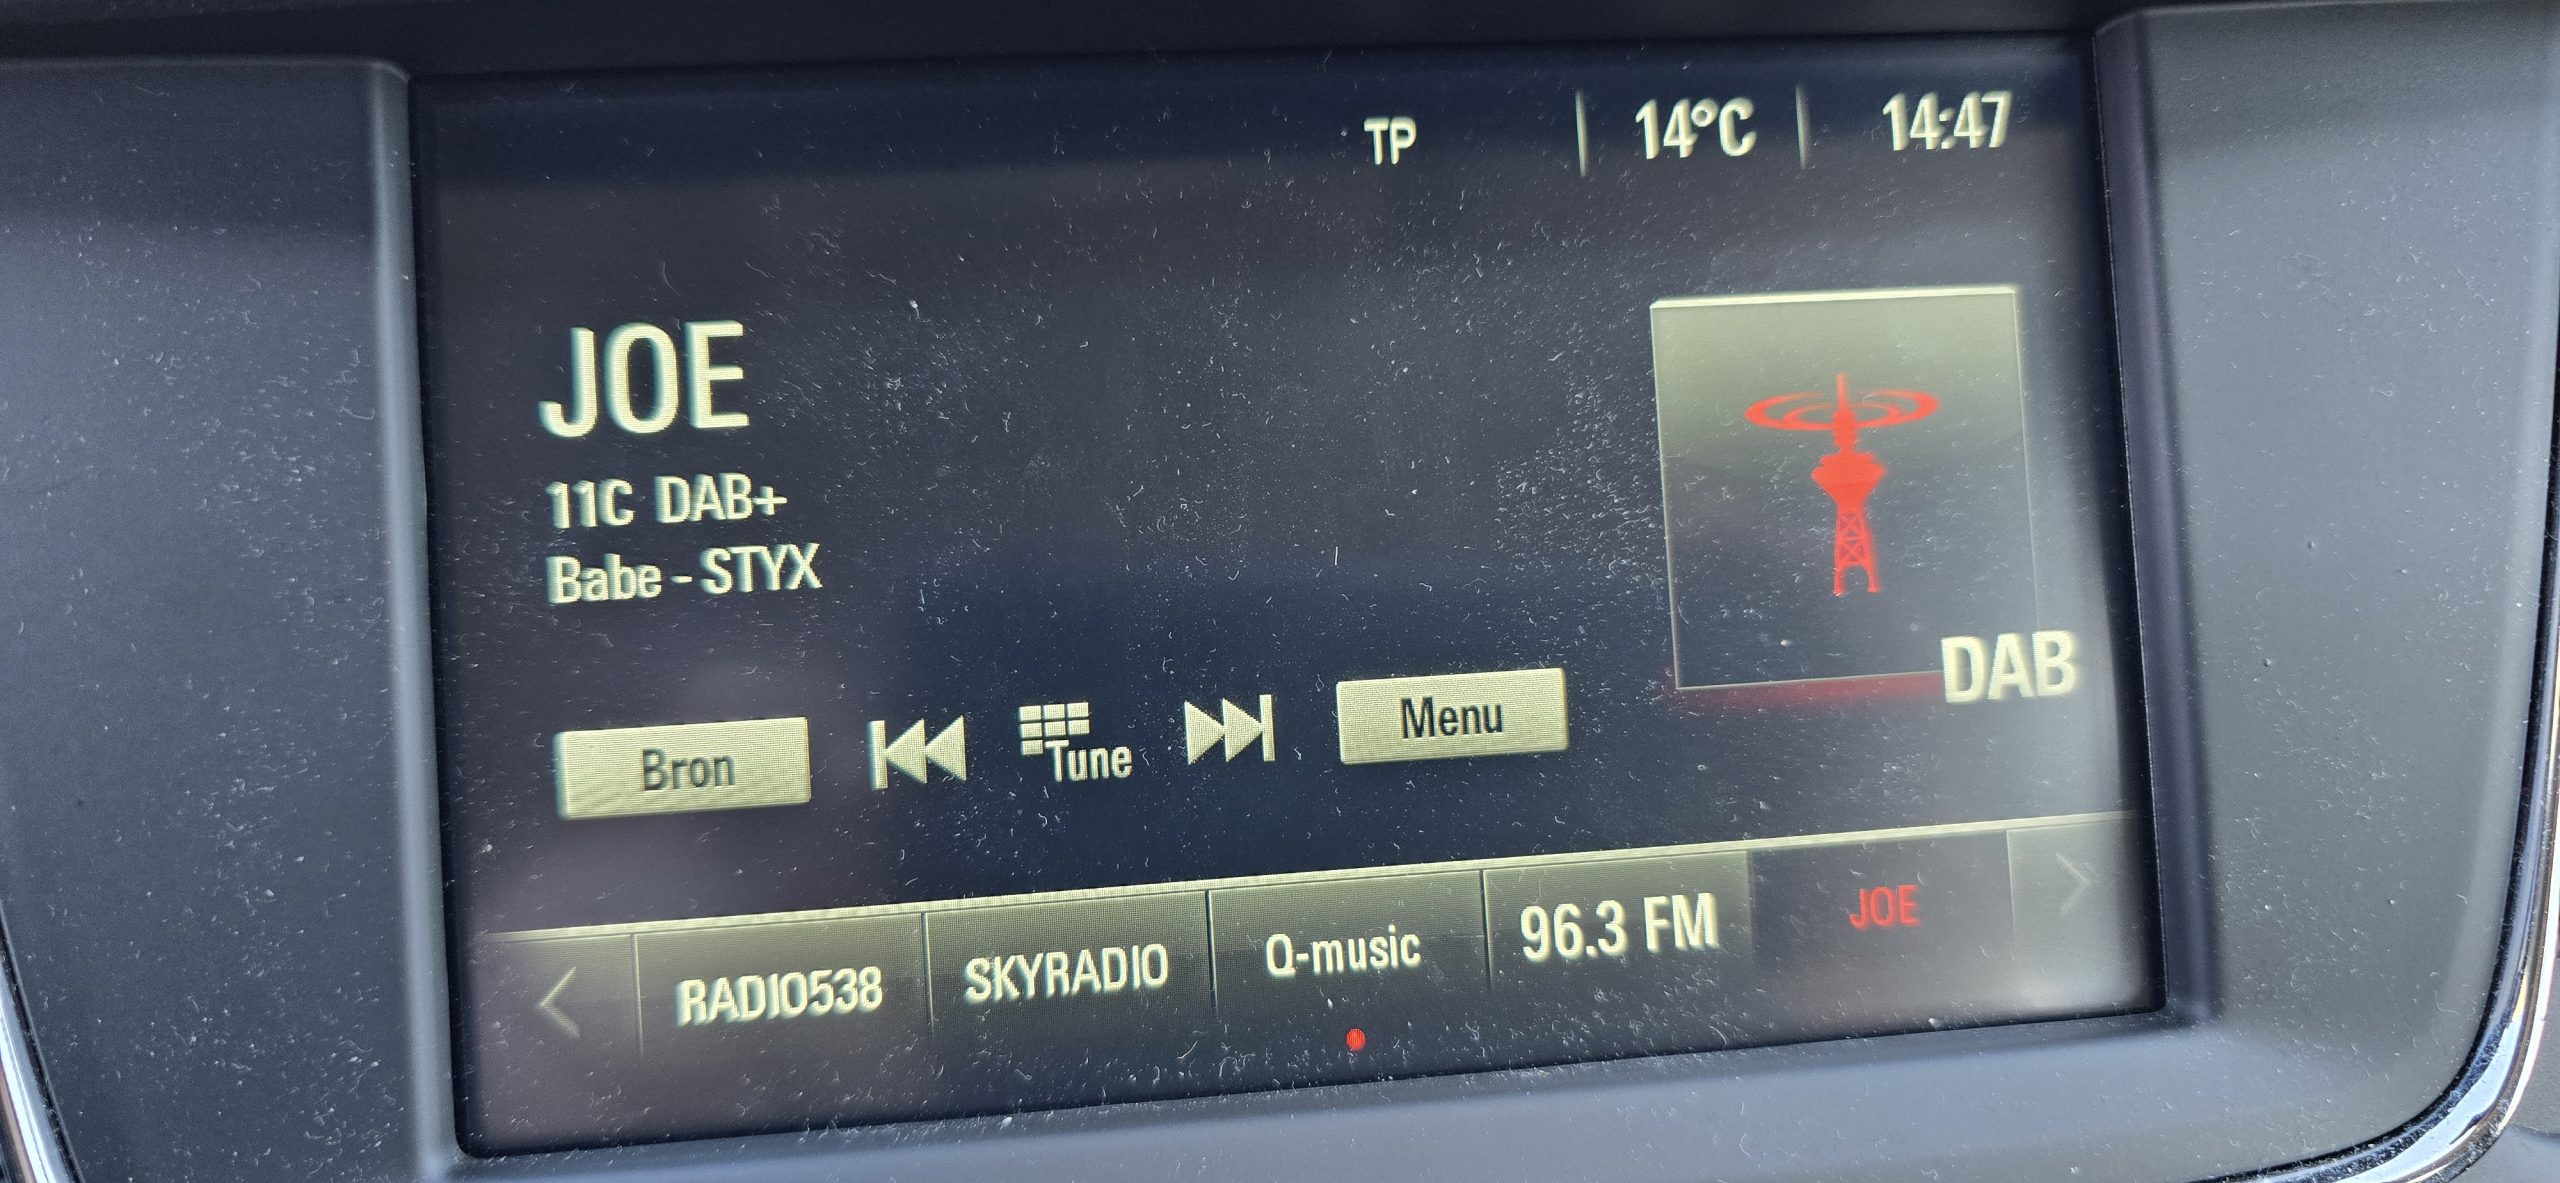 TP 14°C 14:47
JOE
11C DAB+
Babe - STYX
DAB
Bron Tune Menu
RADIO538 SKYRADIO Q-music 96.3 FM JOE